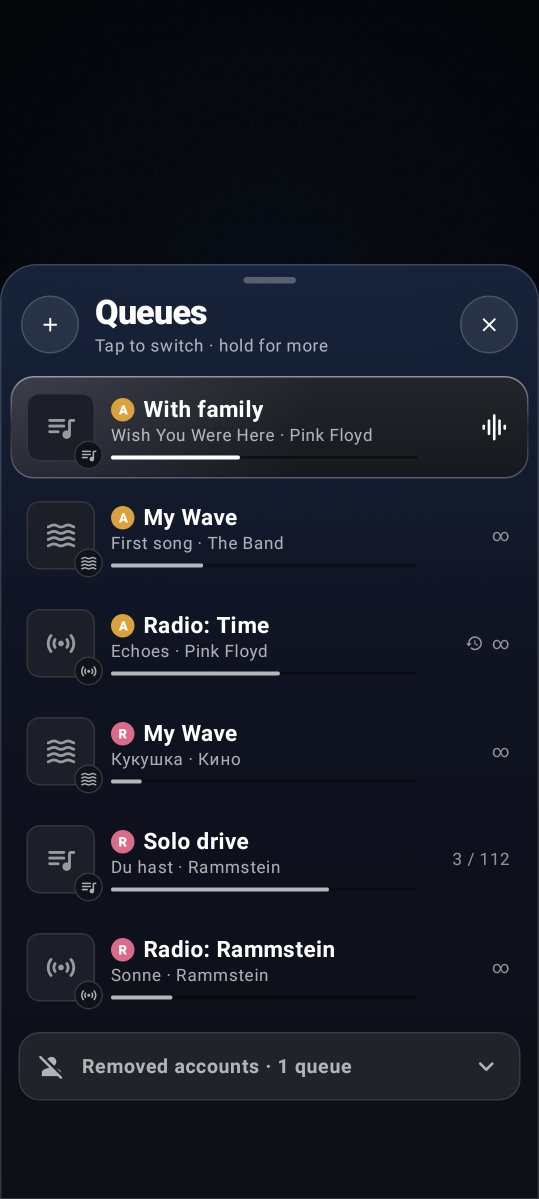 Queues
Tap to switch · hold for more
A With family
Wish You Were Here · Pink Floyd
A My Wave
First song · The Band
∞
A Radio: Time
Echoes · Pink Floyd
∞
R My Wave
Кукушка · Кино
∞
R Solo drive
Du hast · Rammstein
3 / 112
R Radio: Rammstein
Sonne · Rammstein
∞
Removed accounts · 1 queue